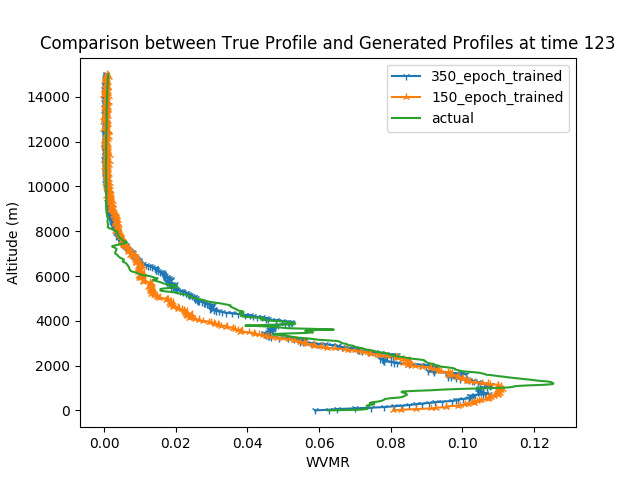 Comparison between True Profile and Generated Profiles at time 123
350_epoch_trained
150_epoch_trained
actual
Altitude (m)
14000
12000
10000
8000
6000
4000
2000
0
0.00 0.02 0.04 0.06 0.08 0.10 0.12
WVMR